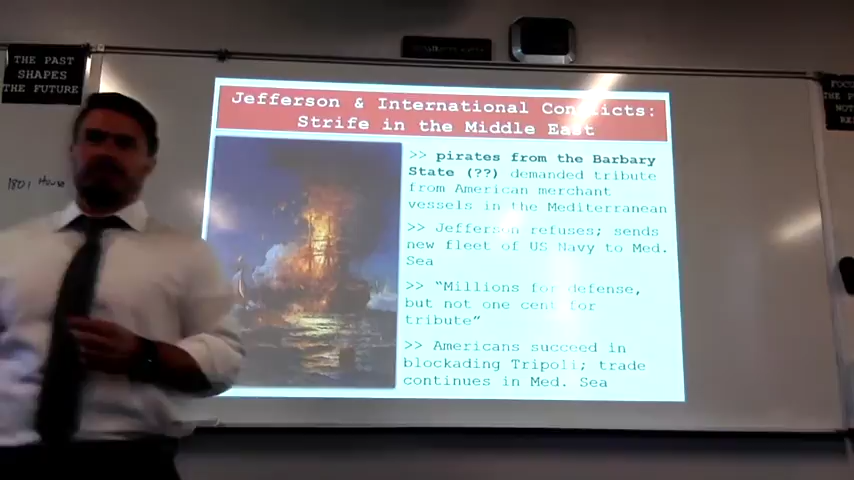 THE PAST
SHAPES
THE FUTURE
1801 House
Jefferson & International Conflicts:
Strife in the Middle East
>> pirates from the Barbary
State (??) demanded tribute
from American merchant
vessels in the Mediterranean
>> Jefferson refuses; sends
new fleet of US Navy to Med.
Sea
>> "Millions for defense,
but not one cent for
tribute"
>> Americans succeed in
blockading Tripoli; trade
continues in Med. Sea